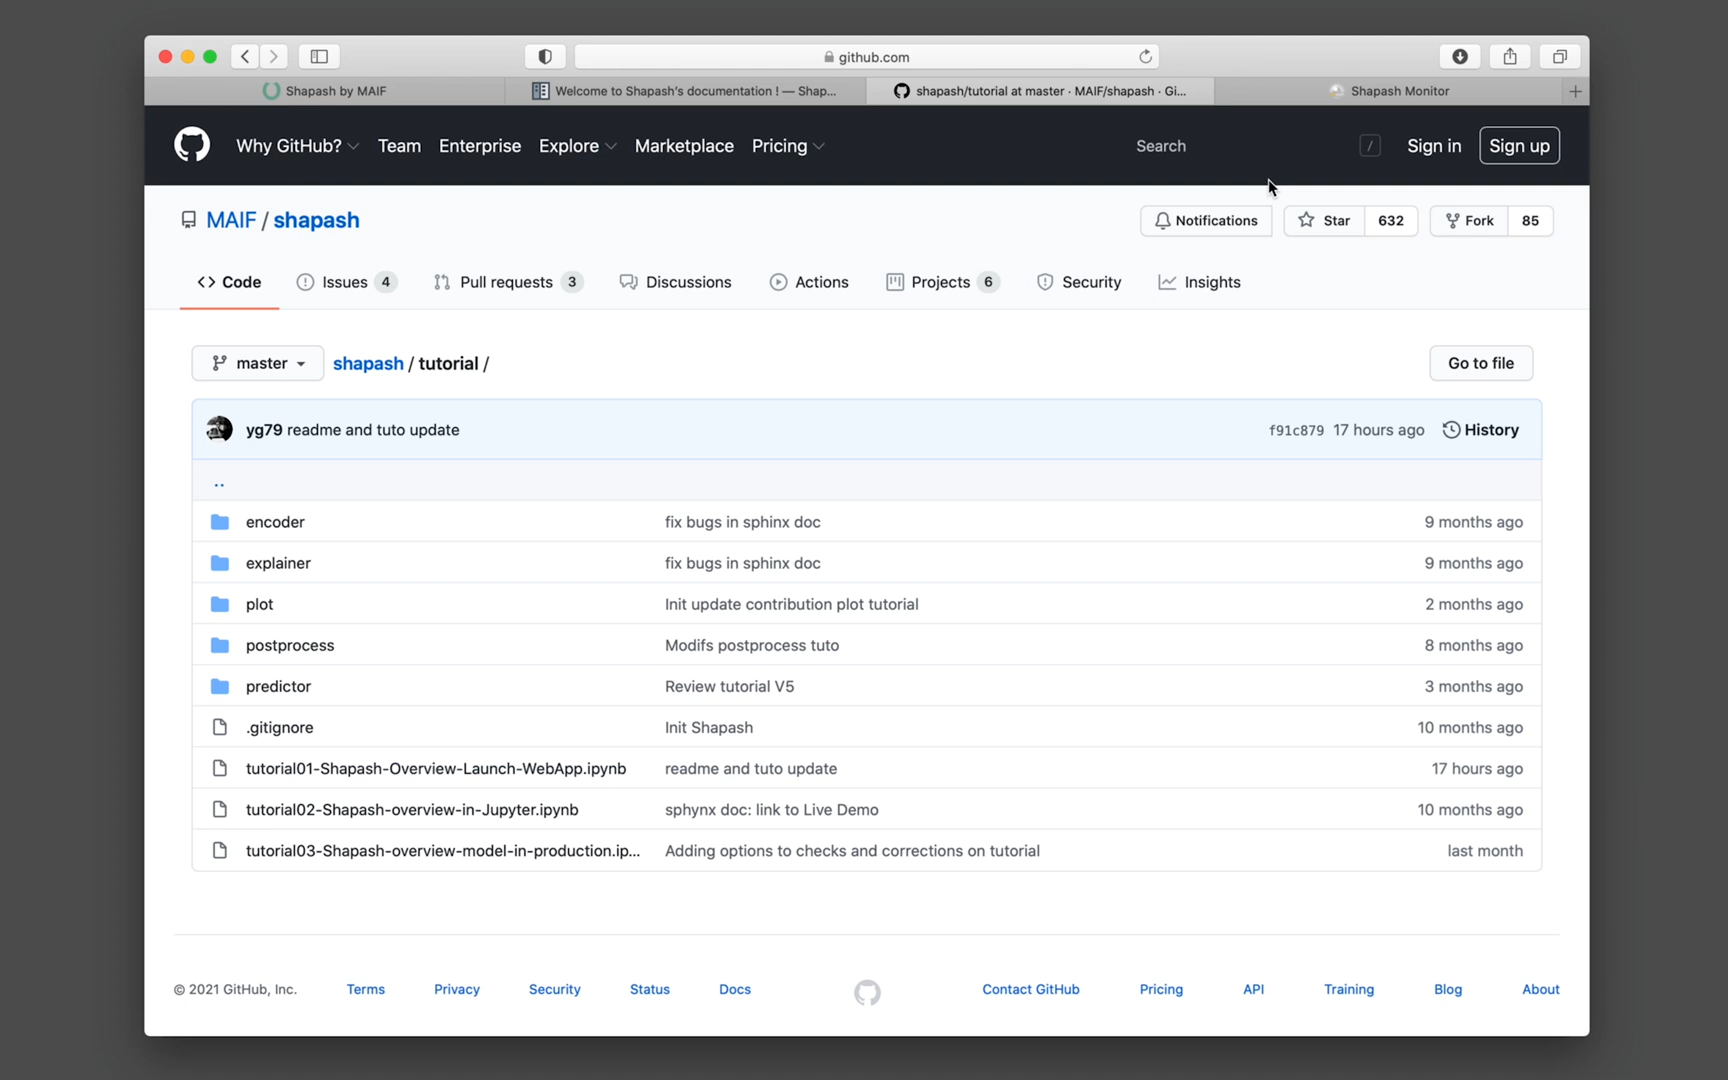 github.com
Shapash by MAIF
Welcome to Shapash's documentation ! — Shap...
shapash/tutorial at master · MAIF/shapash · Gi...
Shapash Monitor
Why GitHub? Team Enterprise Explore Marketplace Pricing Search / Sign in Sign up
MAIF / shapash Notifications Star 632 Fork 85
Code Issues 4 Pull requests 3 Discussions Actions Projects 6 Security Insights
master shapash / tutorial / Go to file
yg79 readme and tuto update f91c879 17 hours ago History
..
encoder fix bugs in sphinx doc 9 months ago
explainer fix bugs in sphinx doc 9 months ago
plot Init update contribution plot tutorial 2 months ago
postprocess Modifs postprocess tuto 8 months ago
predictor Review tutorial V5 3 months ago
.gitignore Init Shapash 10 months ago
tutorial01-Shapash-Overview-Launch-WebApp.ipynb readme and tuto update 17 hours ago
tutorial02-Shapash-overview-in-Jupyter.ipynb sphynx doc: link to Live Demo 10 months ago
tutorial03-Shapash-overview-model-in-production.ip... Adding options to checks and corrections on tutorial last month
© 2021 GitHub, Inc. Terms Privacy Security Status Docs Contact GitHub Pricing API Training Blog About